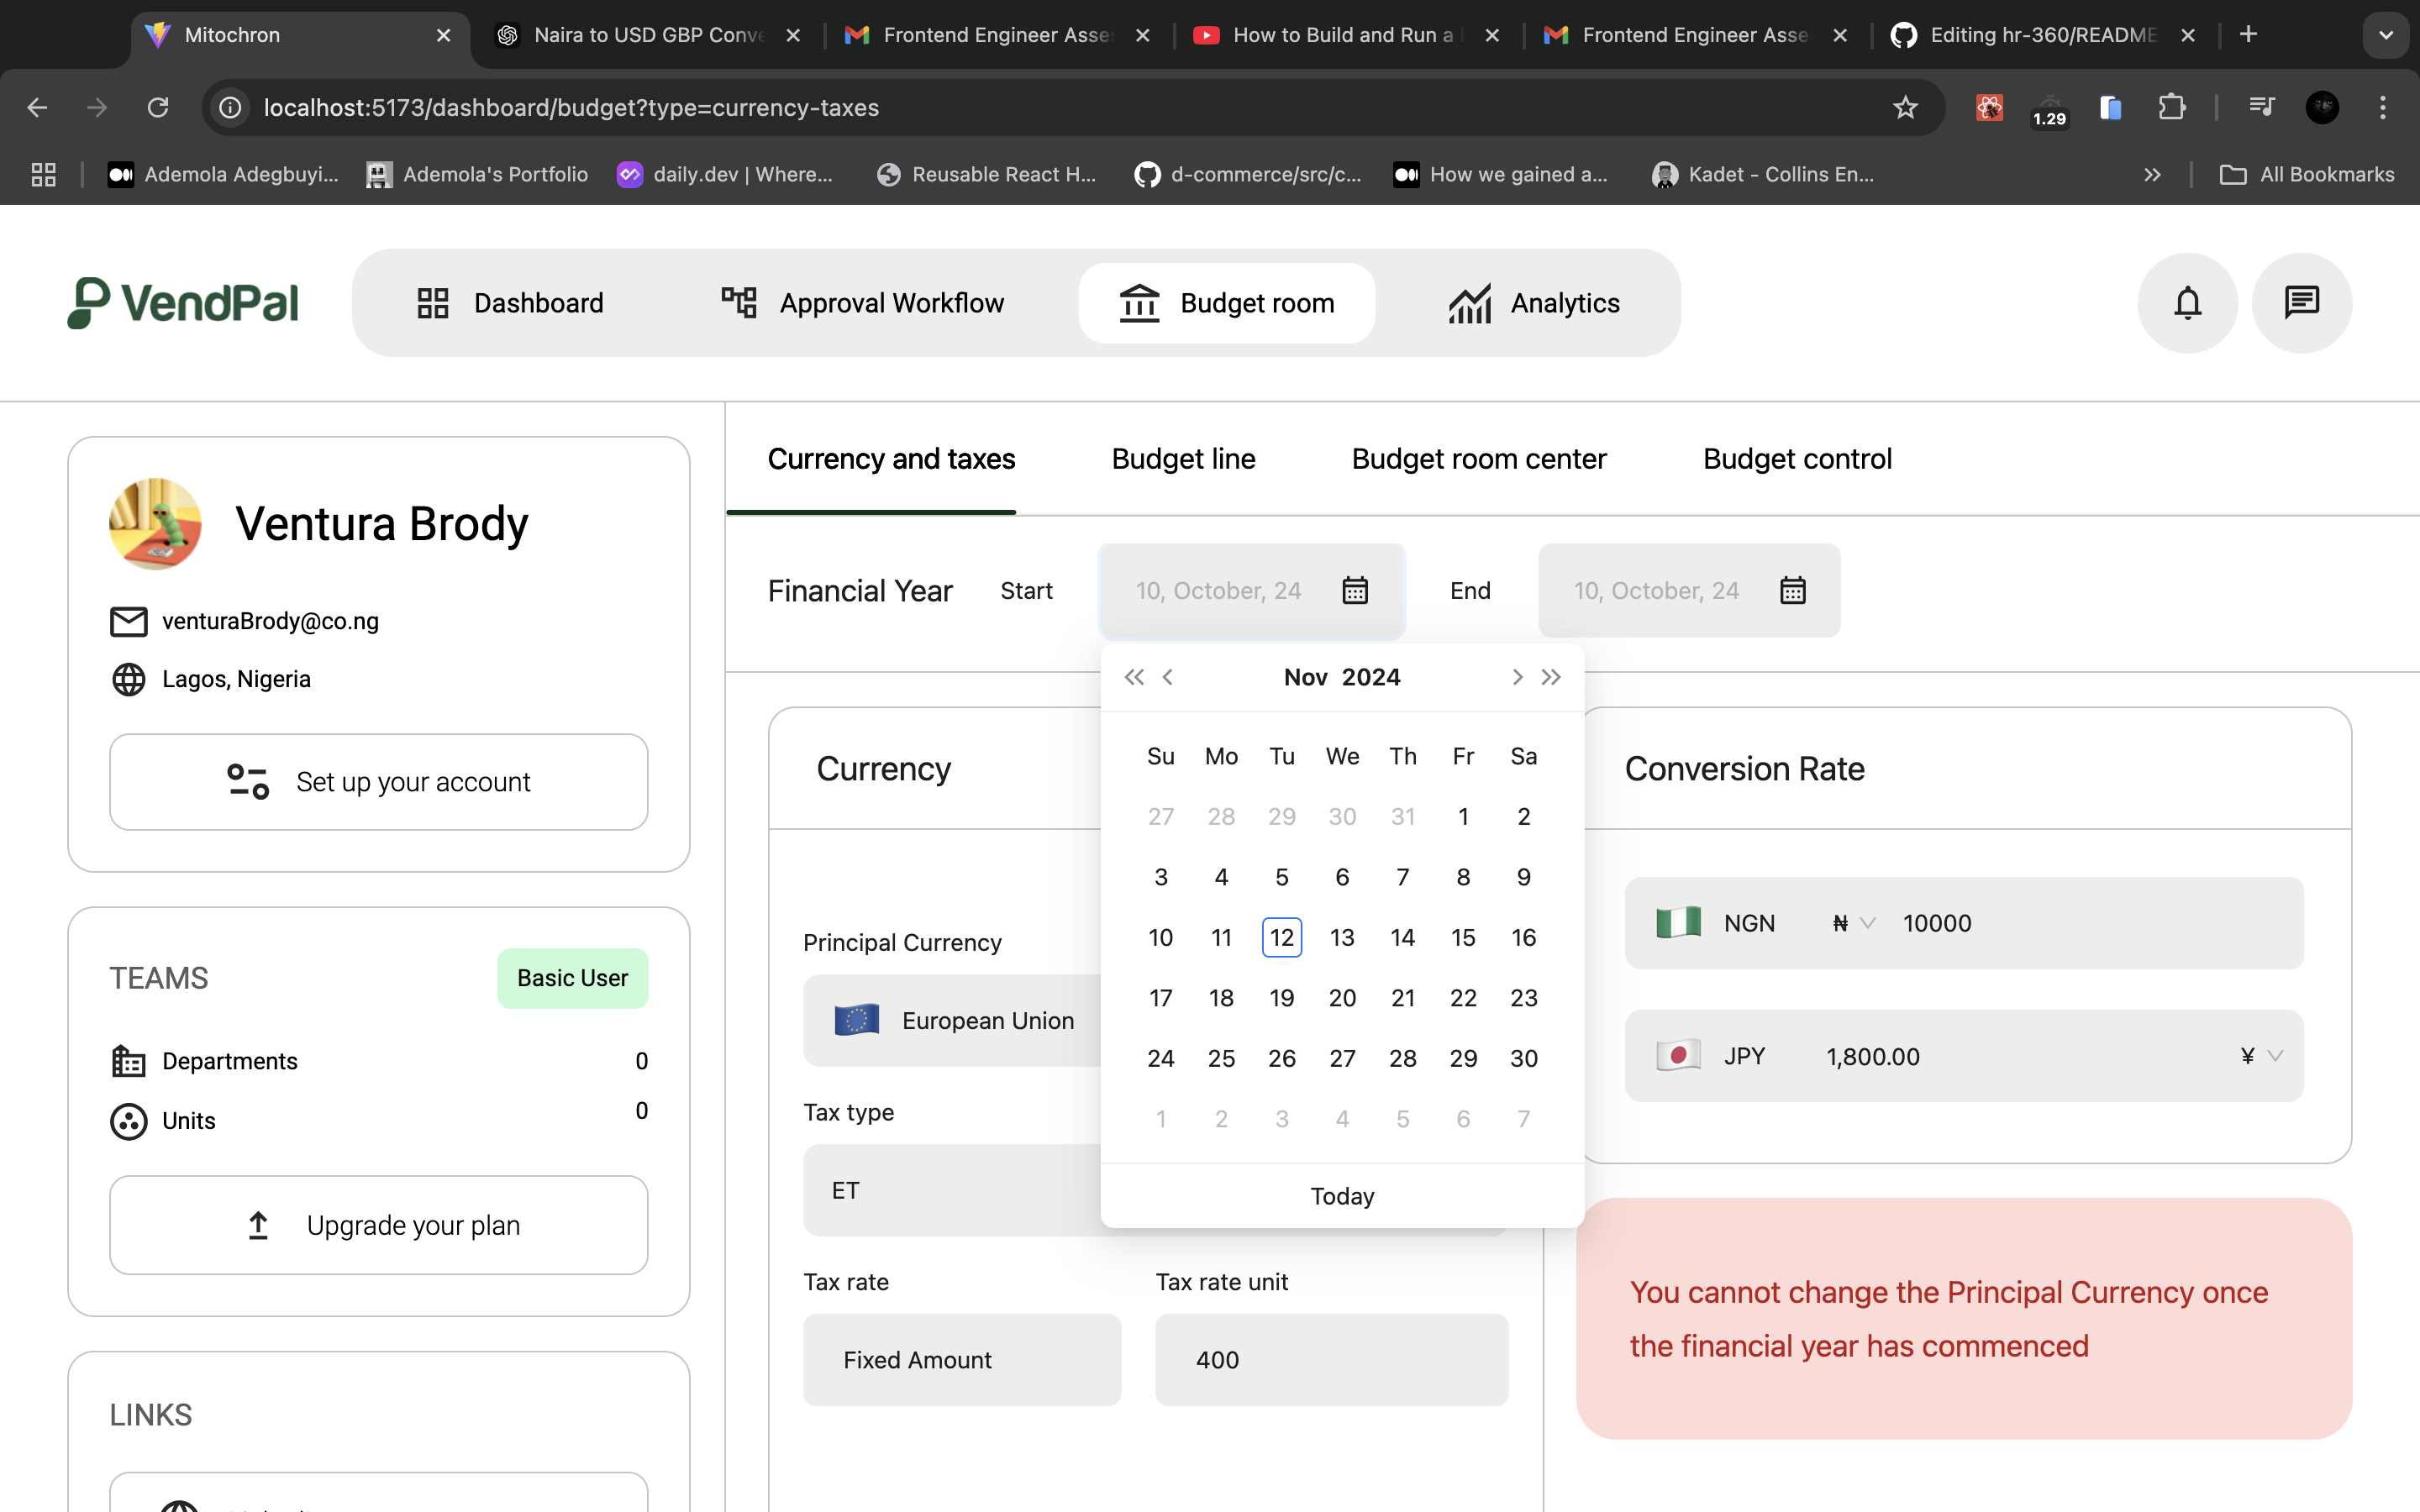 Mitochron
Naira to USD GBP Conve
Frontend Engineer Asses
How to Build and Run a
Frontend Engineer Asse
Editing hr-360/README
localhost:5173/dashboard/budget?type=currency-taxes
1.29
Ademola Adegbuyi...
Ademola's Portfolio
daily.dev | Where...
Reusable React H...
d-commerce/src/c...
How we gained a...
Kadet - Collins En...
All Bookmarks
VendPal
Dashboard
Approval Workflow
Budget room
Analytics
Ventura Brody
venturaBrody@co.ng
Lagos, Nigeria
Set up your account
TEAMS
Basic User
Departments 0
Units 0
Upgrade your plan
LINKS
Currency and taxes
Budget line
Budget room center
Budget control
Financial Year
Start
10, October, 24
End
10, October, 24
Nov 2024
Su Mo Tu We Th Fr Sa
27 28 29 30 31 1 2
3 4 5 6 7 8 9
10 11 12 13 14 15 16
17 18 19 20 21 22 23
24 25 26 27 28 29 30
1 2 3 4 5 6 7
Today
Currency
Principal Currency
European Union
Tax type
ET
Tax rate
Fixed Amount
Tax rate unit
400
Conversion Rate
NGN ₦ 10000
JPY 1,800.00 ¥
You cannot change the Principal Currency once
the financial year has commenced